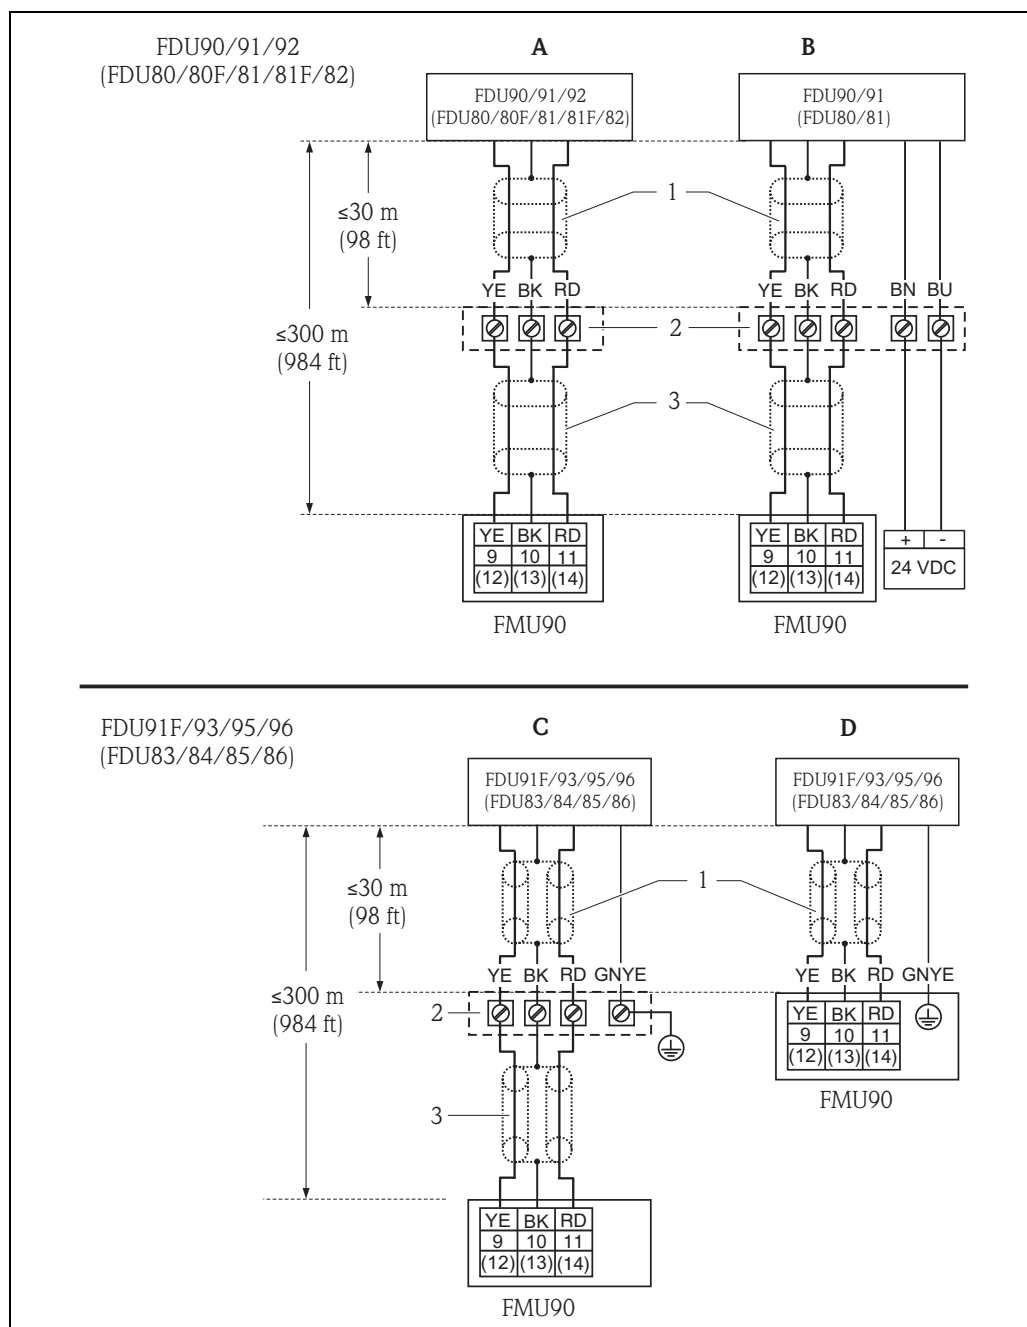 FDU90/91/92
(FDU80/80F/81/81F/82)
A
B
FDU90/91/92
(FDU80/80F/81/81F/82)
FDU90/91
(FDU80/81)
≤30 m
(98 ft)
1
YE BK RD
YE BK RD BN BU
≤300 m
(984 ft)
2
3
YE BK RD
9 10 11
(12) (13) (14)
FMU90
YE BK RD
9 10 11
(12) (13) (14)
FMU90
+ -
24 VDC
FDU91F/93/95/96
(FDU83/84/85/86)
C
D
FDU91F/93/95/96
(FDU83/84/85/86)
FDU91F/93/95/96
(FDU83/84/85/86)
≤30 m
(98 ft)
1
YE BK RD GNYE
YE BK RD GNYE
≤300 m
(984 ft)
2
YE BK RD
9 10 11
(12) (13) (14)
FMU90
3
YE BK RD
9 10 11
(12) (13) (14)
FMU90